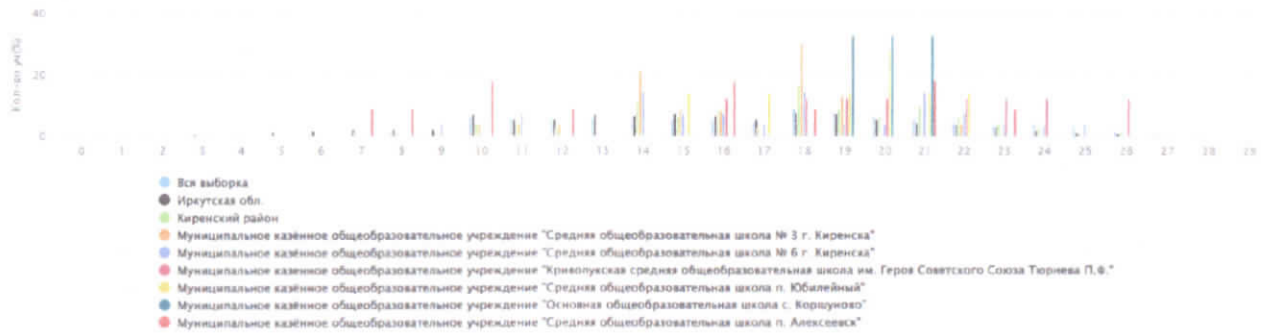 40
Кол-во уч(%)
20
0
0 1 2 3 4 5 6 7 8 9 10 11 12 13 14 15 16 17 18 19 20 21 22 23 24 25 26 27 28 29
Вся выборка
Иркутская обл.
Киренский район
Муниципальное казённое общеобразовательное учреждение "Средняя общеобразовательная школа № 3 г. Киренска"
Муниципальное казённое общеобразовательное учреждение "Средняя общеобразовательная школа № 6 г. Киренска"
Муниципальное казённое общеобразовательное учреждение "Криволукская средняя общеобразовательная школа им. Героя Советского Союза Тюрнева П.Ф."
Муниципальное казённое общеобразовательное учреждение "Средняя общеобразовательная школа п. Юбилейный"
Муниципальное казённое общеобразовательное учреждение "Основная общеобразовательная школа с. Коршуново"
Муниципальное казённое общеобразовательное учреждение "Средняя общеобразовательная школа п. Алексеевск"